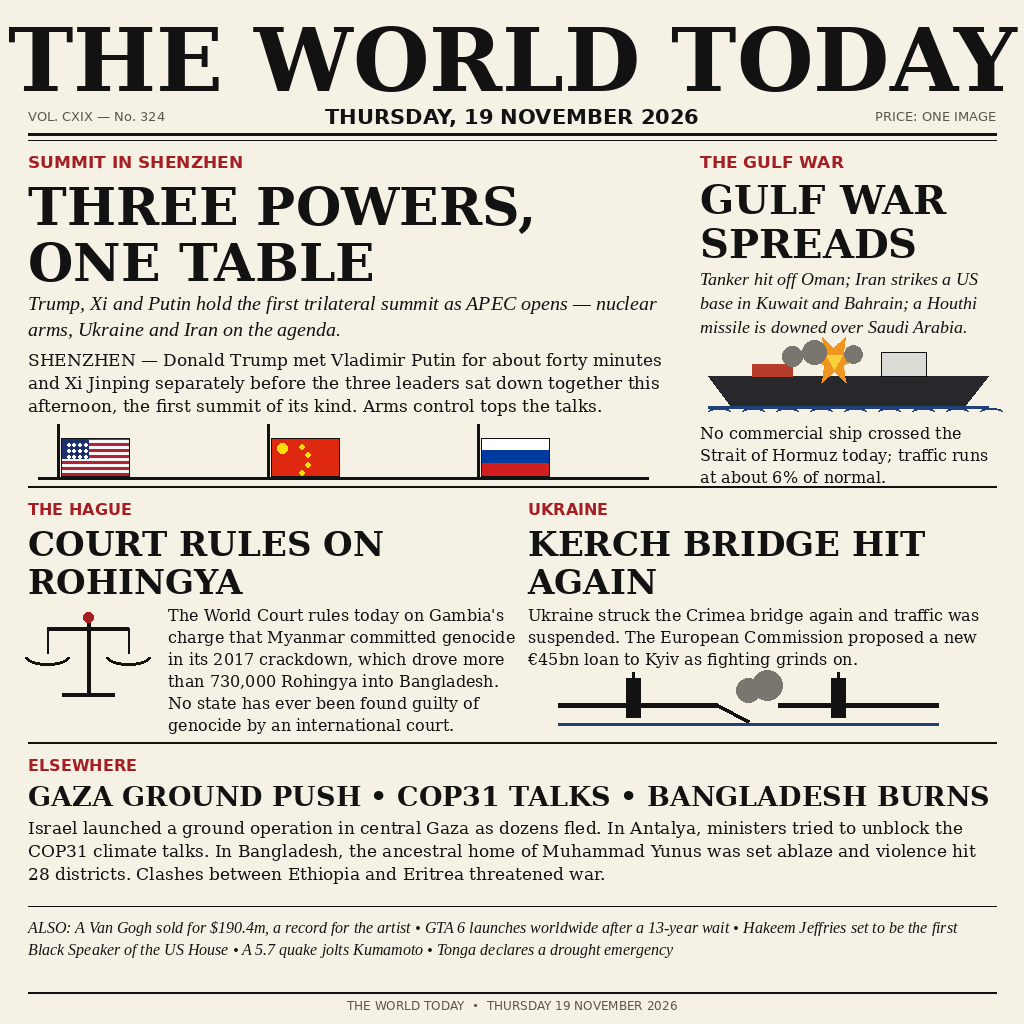 THE WORLD TODAY
VOL. CXIX — No. 324
THURSDAY, 19 NOVEMBER 2026
PRICE: ONE IMAGE
SUMMIT IN SHENZHEN
THREE POWERS,
ONE TABLE
Trump, Xi and Putin hold the first trilateral summit as APEC opens — nuclear
arms, Ukraine and Iran on the agenda.
SHENZHEN — Donald Trump met Vladimir Putin for about forty minutes
and Xi Jinping separately before the three leaders sat down together this
afternoon, the first summit of its kind. Arms control tops the talks.
THE GULF WAR
GULF WAR
SPREADS
Tanker hit off Oman; Iran strikes a US
base in Kuwait and Bahrain; a Houthi
missile is downed over Saudi Arabia.
No commercial ship crossed the
Strait of Hormuz today; traffic runs
at about 6% of normal.
THE HAGUE
COURT RULES ON
ROHINGYA
The World Court rules today on Gambia's
charge that Myanmar committed genocide
in its 2017 crackdown, which drove more
than 730,000 Rohingya into Bangladesh.
No state has ever been found guilty of
genocide by an international court.
UKRAINE
KERCH BRIDGE HIT
AGAIN
Ukraine struck the Crimea bridge again and traffic was
suspended. The European Commission proposed a new
€45bn loan to Kyiv as fighting grinds on.
ELSEWHERE
GAZA GROUND PUSH • COP31 TALKS • BANGLADESH BURNS
Israel launched a ground operation in central Gaza as dozens fled. In Antalya, ministers tried to unblock the
COP31 climate talks. In Bangladesh, the ancestral home of Muhammad Yunus was set ablaze and violence hit
28 districts. Clashes between Ethiopia and Eritrea threatened war.
ALSO: A Van Gogh sold for $190.4m, a record for the artist • GTA 6 launches worldwide after a 13-year wait • Hakeem Jeffries set to be the first
Black Speaker of the US House • A 5.7 quake jolts Kumamoto • Tonga declares a drought emergency
THE WORLD TODAY • THURSDAY 19 NOVEMBER 2026